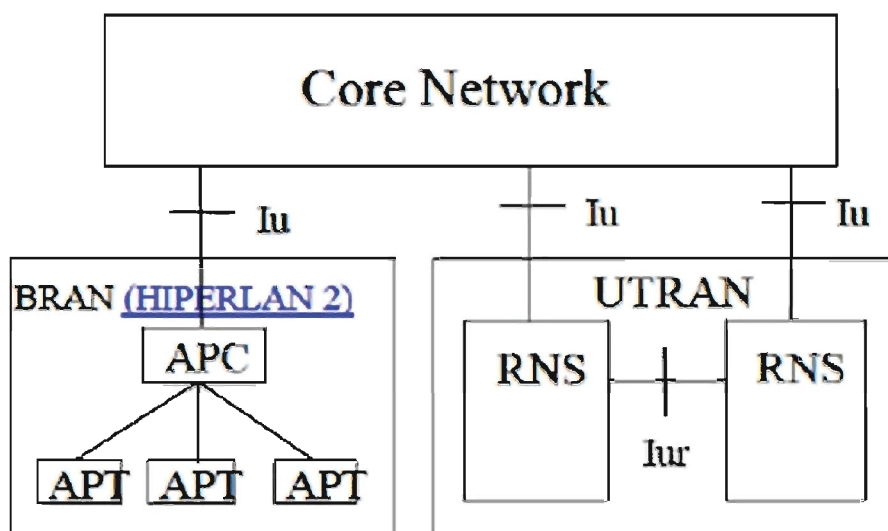 Core Network
Iu
Iu
Iu
BRAN (HIPERLAN 2)
UTRAN
APC
RNS
RNS
Iur
APT
APT
APT